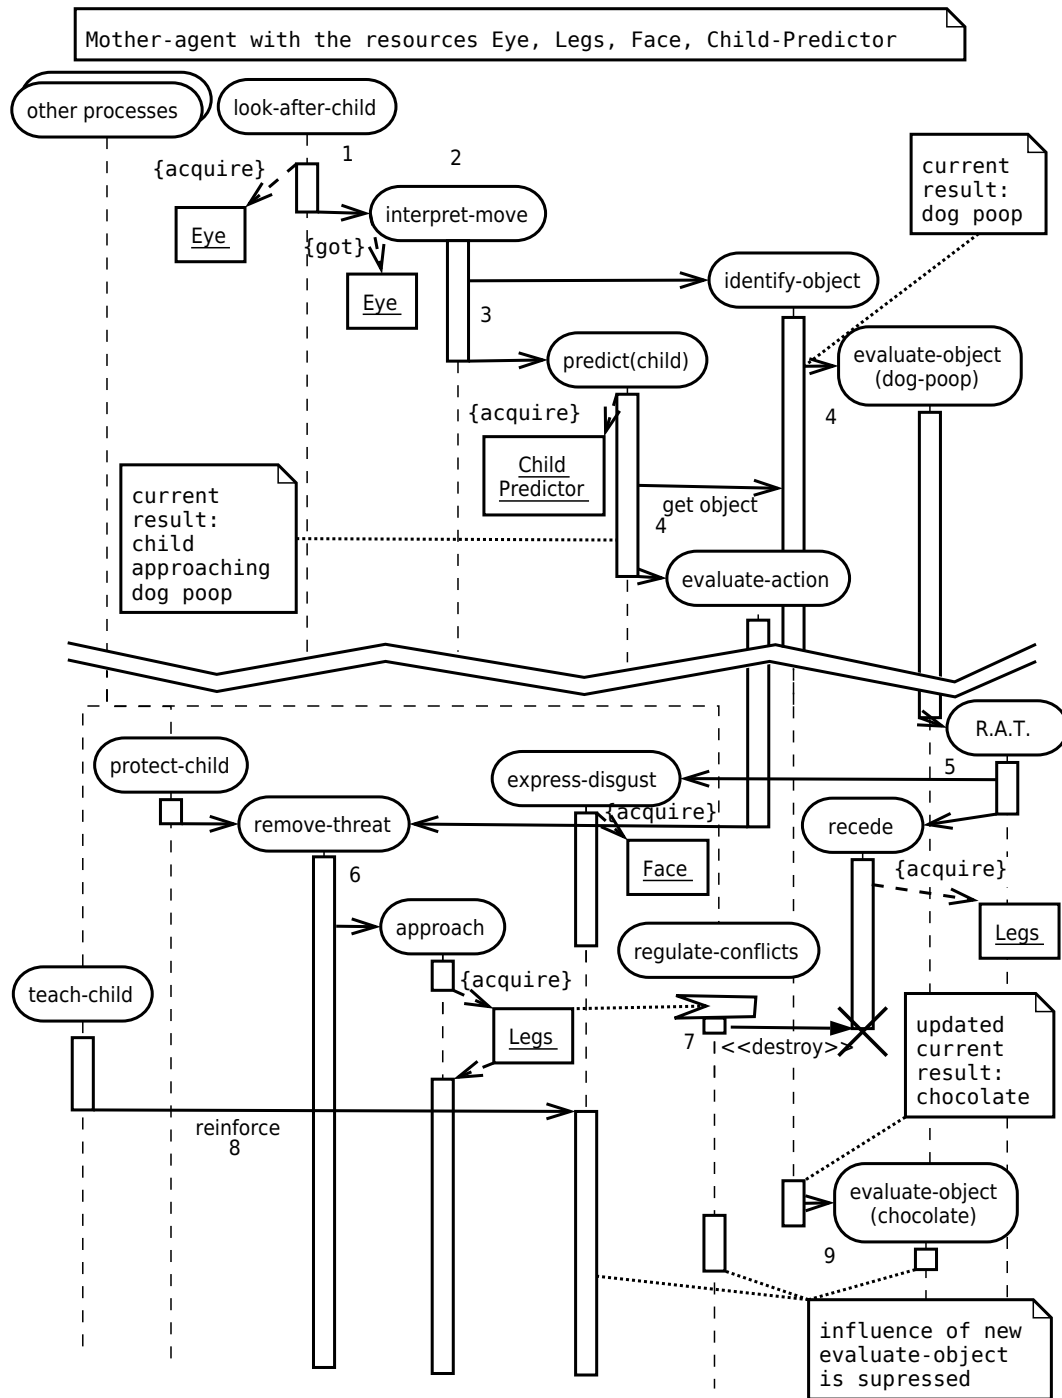 Mother-agent with the resources Eye, Legs, Face, Child-Predictor
other processes
look-after-child
1
2
{acquire}
current
result:
dog poop
Eye
interpret-move
{got}
Eye
identify-object
3
predict(child)
evaluate-object
(dog-poop)
{acquire}
4
Child
Predictor
get object
4
current
result:
child
approaching
dog poop
evaluate-action
R.A.T.
protect-child
express-disgust
5
{acquire}
remove-threat
recede
Face
{acquire}
6
approach
Legs
regulate-conflicts
{acquire}
teach-child
Legs
7
<<destroy>>
updated
current
result:
chocolate
reinforce
8
evaluate-object
(chocolate)
9
influence of new
evaluate-object
is supressed